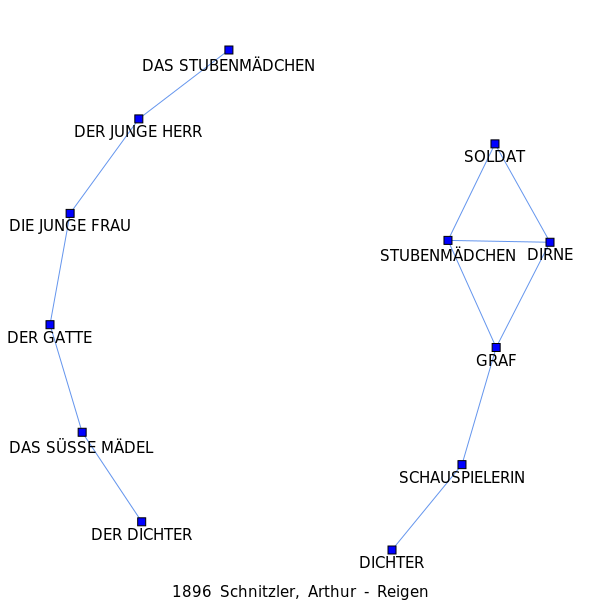 DAS STUBENMÄDCHEN
DER JUNGE HERR
SOLDAT
DIE JUNGE FRAU
STUBENMÄDCHEN
DIRNE
DER GATTE
GRAF
DAS SÜSSE MÄDEL
SCHAUSPIELERIN
DER DICHTER
DICHTER
1896 Schnitzler, Arthur - Reigen